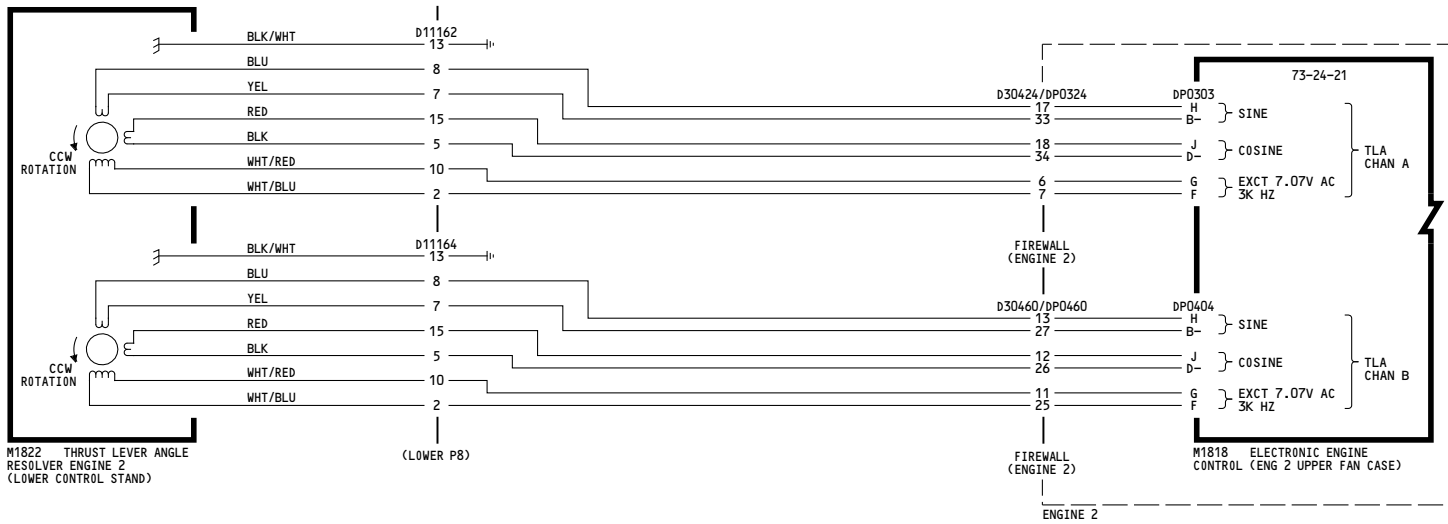 D11162
BLK/WHT 13
BLU 8
YEL 7
RED 15
BLK 5
WHT/RED 10
WHT/BLU 2
CCW
ROTATION
D30424/DP0324 DP0303
17 H
33 B-
SINE
18 J
34 D-
COSINE
6 G
7 F
EXCT 7.07V AC
3K HZ
TLA
CHAN A
73-24-21
FIREWALL
(ENGINE 2)
D11164
BLK/WHT 13
BLU 8
YEL 7
RED 15
BLK 5
WHT/RED 10
WHT/BLU 2
CCW
ROTATION
D30460/DP0460 DP0404
13 H
27 B-
SINE
12 J
26 D-
COSINE
11 G
25 F
EXCT 7.07V AC
3K HZ
TLA
CHAN B
M1822 THRUST LEVER ANGLE
RESOLVER ENGINE 2
(LOWER CONTROL STAND)
(LOWER P8)
FIREWALL
(ENGINE 2)
M1818 ELECTRONIC ENGINE
CONTROL (ENG 2 UPPER FAN CASE)
ENGINE 2